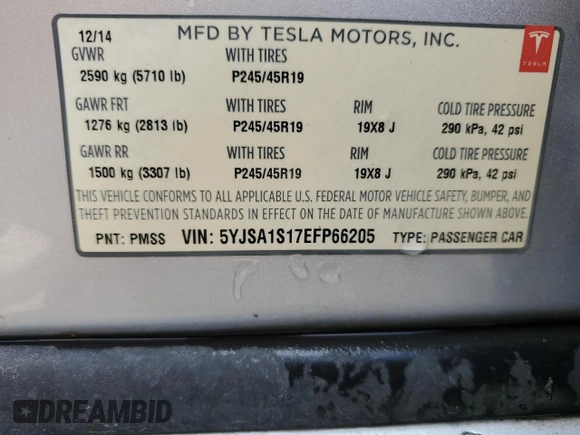 12/14 MFD BY TESLA MOTORS, INC.
TESLA
GVWR WITH TIRES
2590 kg (5710 lb) P245/45R19
GAWR FRT WITH TIRES RIM COLD TIRE PRESSURE
1276 kg (2813 lb) P245/45R19 19X8 J 290 kPa, 42 psi
GAWR RR WITH TIRES RIM COLD TIRE PRESSURE
1500 kg (3307 lb) P245/45R19 19X8 J 290 kPa, 42 psi
THIS VEHICLE CONFORMS TO ALL APPLICABLE U.S. FEDERAL MOTOR VEHICLE SAFETY, BUMPER, AND
THEFT PREVENTION STANDARDS IN EFFECT ON THE DATE OF MANUFACTURE SHOWN ABOVE.
PNT: PMSS VIN: 5YJSA1S17EFP66205 TYPE: PASSENGER CAR
DREAMBID